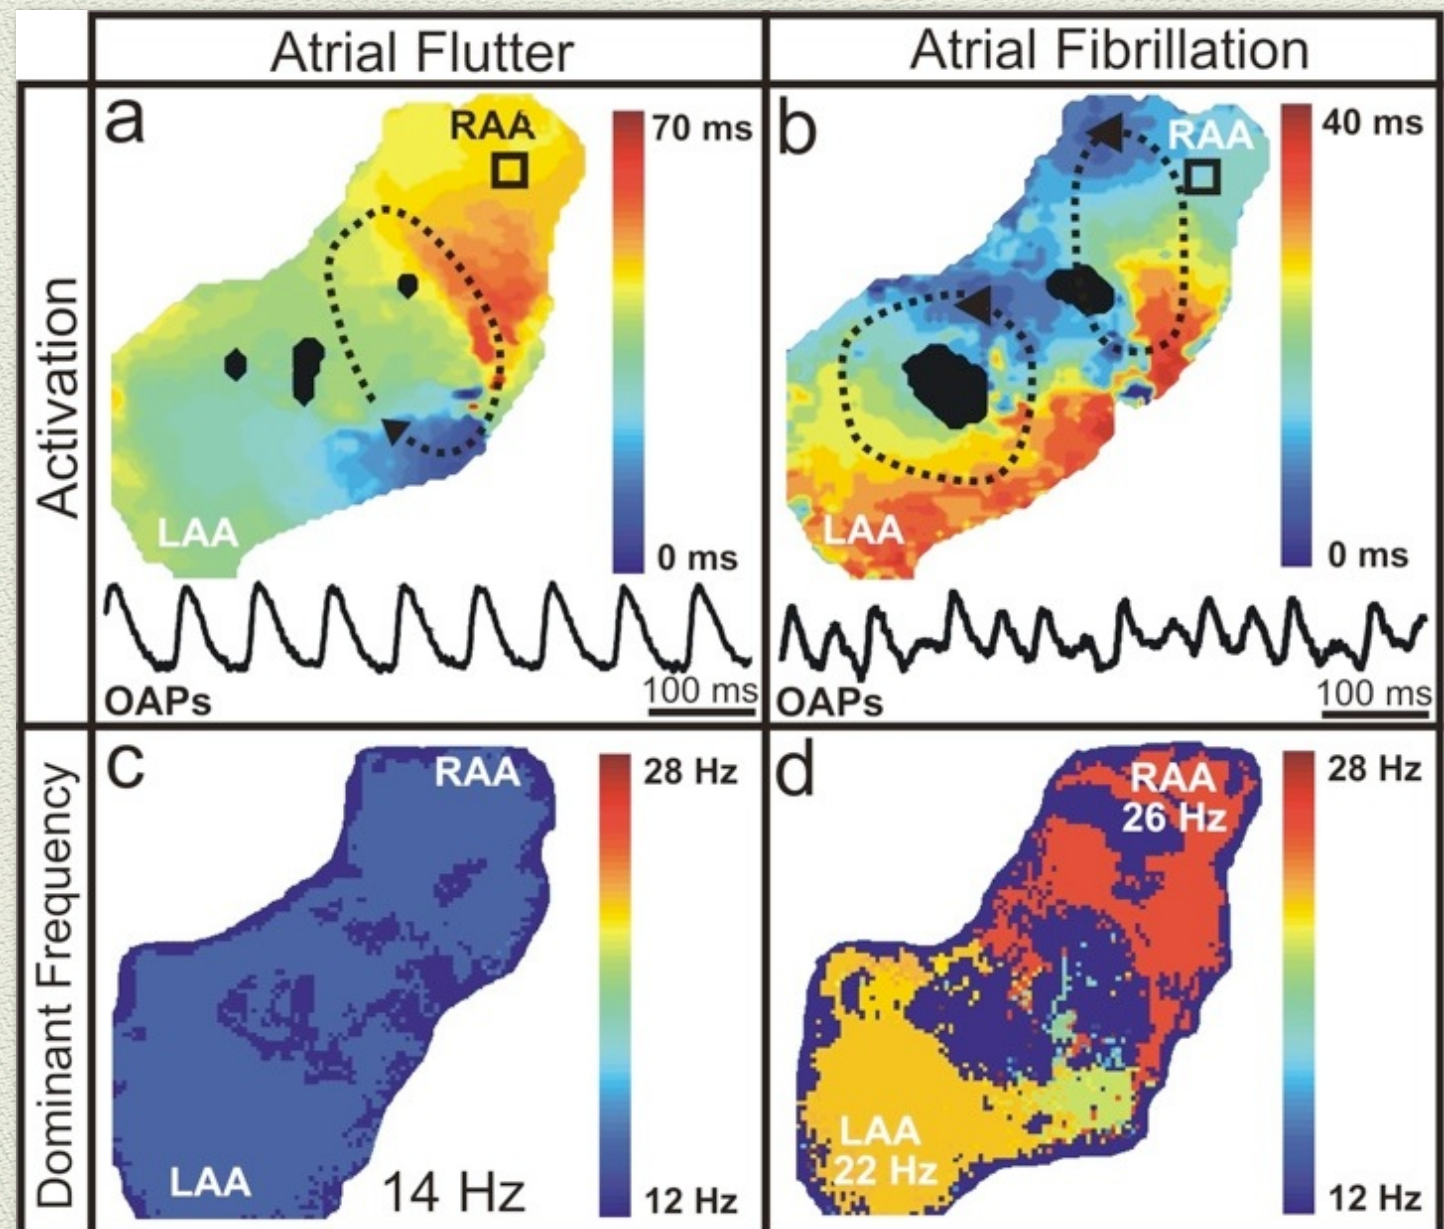 Atrial Flutter
Atrial Fibrillation
Activation
a
RAA
70 ms
LAA
0 ms
OAPs
100 ms
b
RAA
40 ms
LAA
0 ms
OAPs
100 ms
Dominant Frequency
c
RAA
28 Hz
LAA
14 Hz
12 Hz
d
RAA
26 Hz
28 Hz
LAA
22 Hz
12 Hz